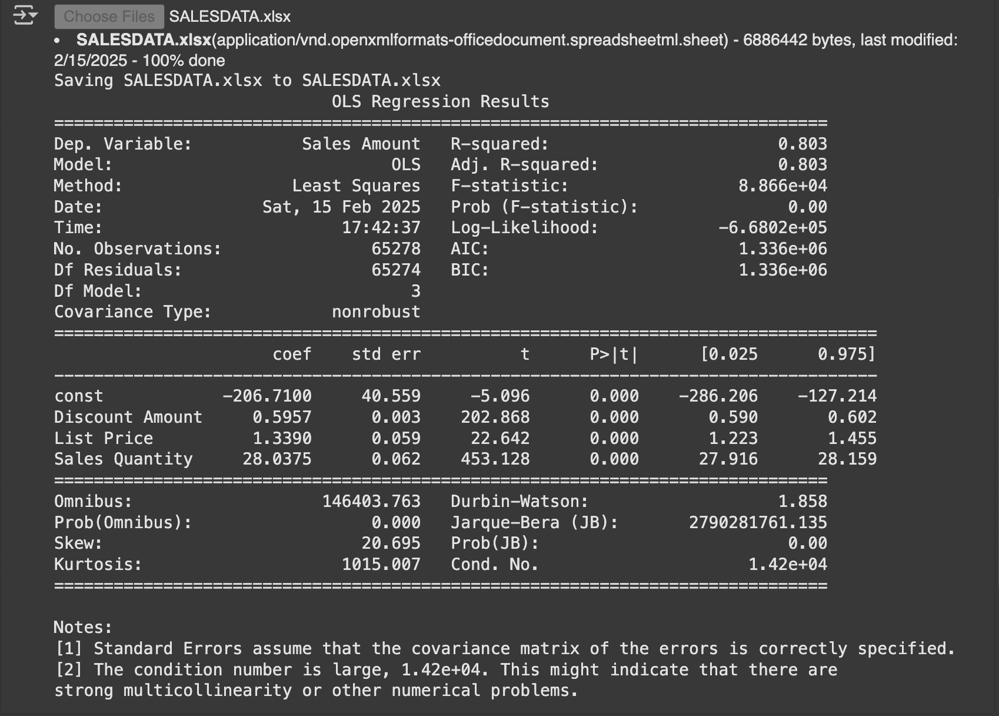 Choose Files SALESDATA.xlsx
• SALESDATA.xlsx(application/vnd.openxmlformats-officedocument.spreadsheetml.sheet) - 6886442 bytes, last modified:
2/15/2025 - 100% done
Saving SALESDATA.xlsx to SALESDATA.xlsx
                            OLS Regression Results
==============================================================================
Dep. Variable:           Sales Amount   R-squared:                       0.803
Model:                            OLS   Adj. R-squared:                  0.803
Method:                 Least Squares   F-statistic:                 8.866e+04
Date:                Sat, 15 Feb 2025   Prob (F-statistic):               0.00
Time:                        17:42:37   Log-Likelihood:            -6.6802e+05
No. Observations:               65278   AIC:                         1.336e+06
Df Residuals:                   65274   BIC:                         1.336e+06
Df Model:                           3
Covariance Type:            nonrobust
===================================================================================
                      coef    std err          t      P>|t|      [0.025      0.975]
-----------------------------------------------------------------------------------
const            -206.7100     40.559     -5.096      0.000    -286.206    -127.214
Discount Amount     0.5957      0.003    202.868      0.000       0.590       0.602
List Price          1.3390      0.059     22.642      0.000       1.223       1.455
Sales Quantity     28.0375      0.062    453.128      0.000      27.916      28.159
==============================================================================
Omnibus:                   146403.763   Durbin-Watson:                   1.858
Prob(Omnibus):                  0.000   Jarque-Bera (JB):       2790281761.135
Skew:                          20.695   Prob(JB):                         0.00
Kurtosis:                    1015.007   Cond. No.                     1.42e+04
==============================================================================
Notes:
[1] Standard Errors assume that the covariance matrix of the errors is correctly specified.
[2] The condition number is large, 1.42e+04. This might indicate that there are
strong multicollinearity or other numerical problems.